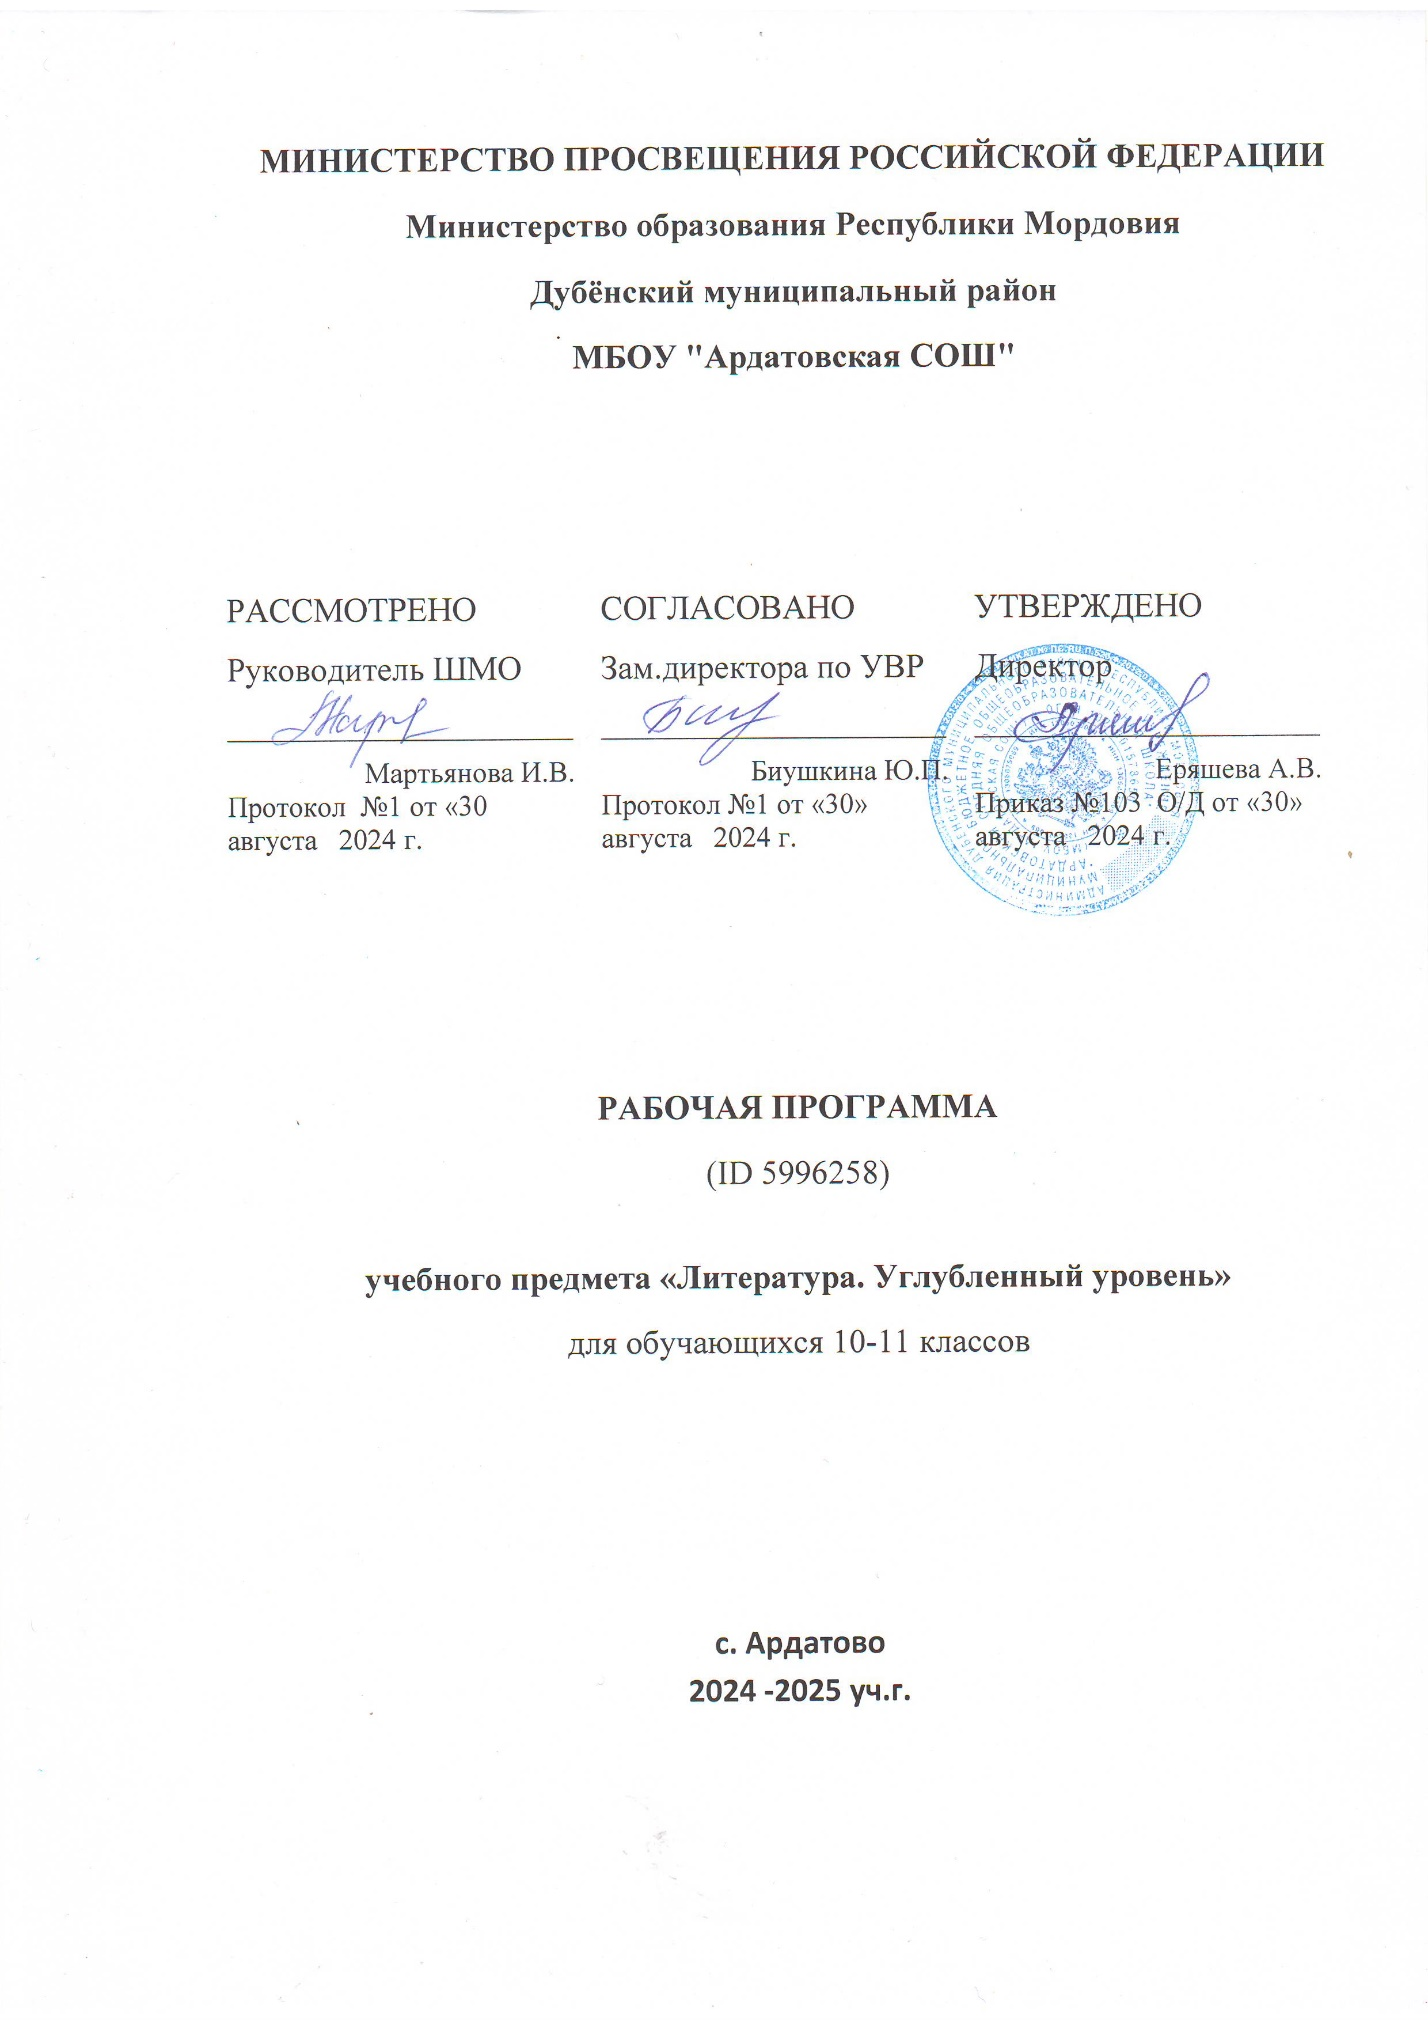 МИНИСТЕРСТВО ПРОСВЕЩЕНИЯ РОССИЙСКОЙ ФЕДЕРАЦИИ
Министерство образования Республики Мордовия
Дубёнский муниципальный район
МБОУ "Ардатовская СОШ"
РАССМОТРЕНО
Руководитель ШМО
Мартьянова И.В.
Протокол №1 от «30
августа 2024 г.
СОГЛАСОВАНО
Зам.директора по УВР
Биушкина Ю.П.
Протокол №1 от «30»
августа 2024 г.
УТВЕРЖДЕНО
Директор
Еряшева А.В.
Приказ №103 О/Д от «30»
августа 2024 г.
РАБОЧАЯ ПРОГРАММА
(ID 5996258)
учебного предмета «Литература. Углубленный уровень»
для обучающихся 10-11 классов
с. Ардатово
2024 -2025 уч.г.